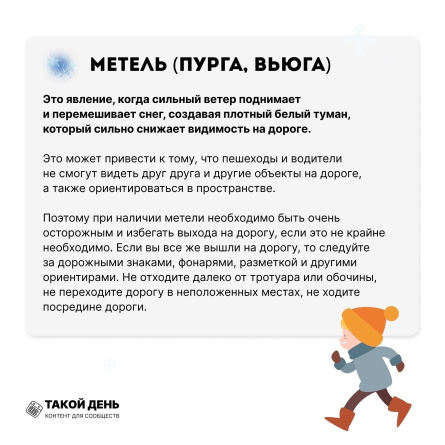 МЕТЕЛЬ (ПУРГА, ВЬЮГА)
Это явление, когда сильный ветер поднимает
и перемешивает снег, создавая плотный белый туман,
который сильно снижает видимость на дороге.
Это может привести к тому, что пешеходы и водители
не смогут видеть друг друга и другие объекты на дороге,
а также ориентироваться в пространстве.
Поэтому при наличии метели необходимо быть очень
осторожным и избегать выхода на дорогу, если это не крайне
необходимо. Если вы все же вышли на дорогу, то следуйте
за дорожными знаками, фонарями, разметкой и другими
ориентирами. Не отходите далеко от тротуара или обочины,
не переходите дорогу в неположенных местах, не ходите
посредине дороги.
ТАКОЙ ДЕНЬ
КОНТЕНТ ДЛЯ СООБЩЕСТВ